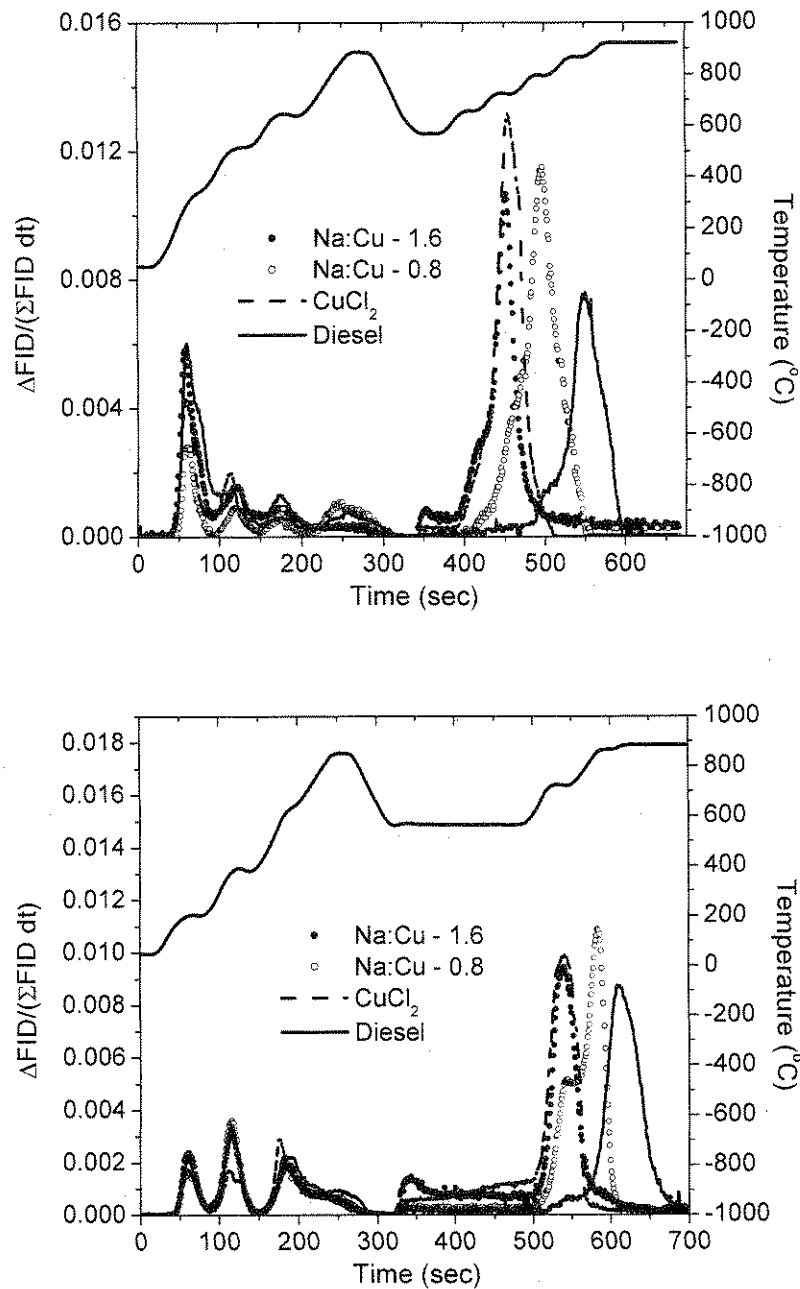 0.016
0.012
0.008
0.004
0.000
1000
800
600
400
200
0
-200
-400
-600
-800
-1000
ΔFID/(ΣFID dt)
Temperature (°C)
Na:Cu - 1.6
Na:Cu - 0.8
CuCl₂
Diesel
0 100 200 300 400 500 600
Time (sec)
0.018
0.016
0.014
0.012
0.010
0.008
0.006
0.004
0.002
0.000
1000
800
600
400
200
0
-200
-400
-600
-800
-1000
ΔFID/(ΣFID dt)
Temperature (°C)
Na:Cu - 1.6
Na:Cu - 0.8
CuCl₂
Diesel
0 100 200 300 400 500 600 700
Time (sec)